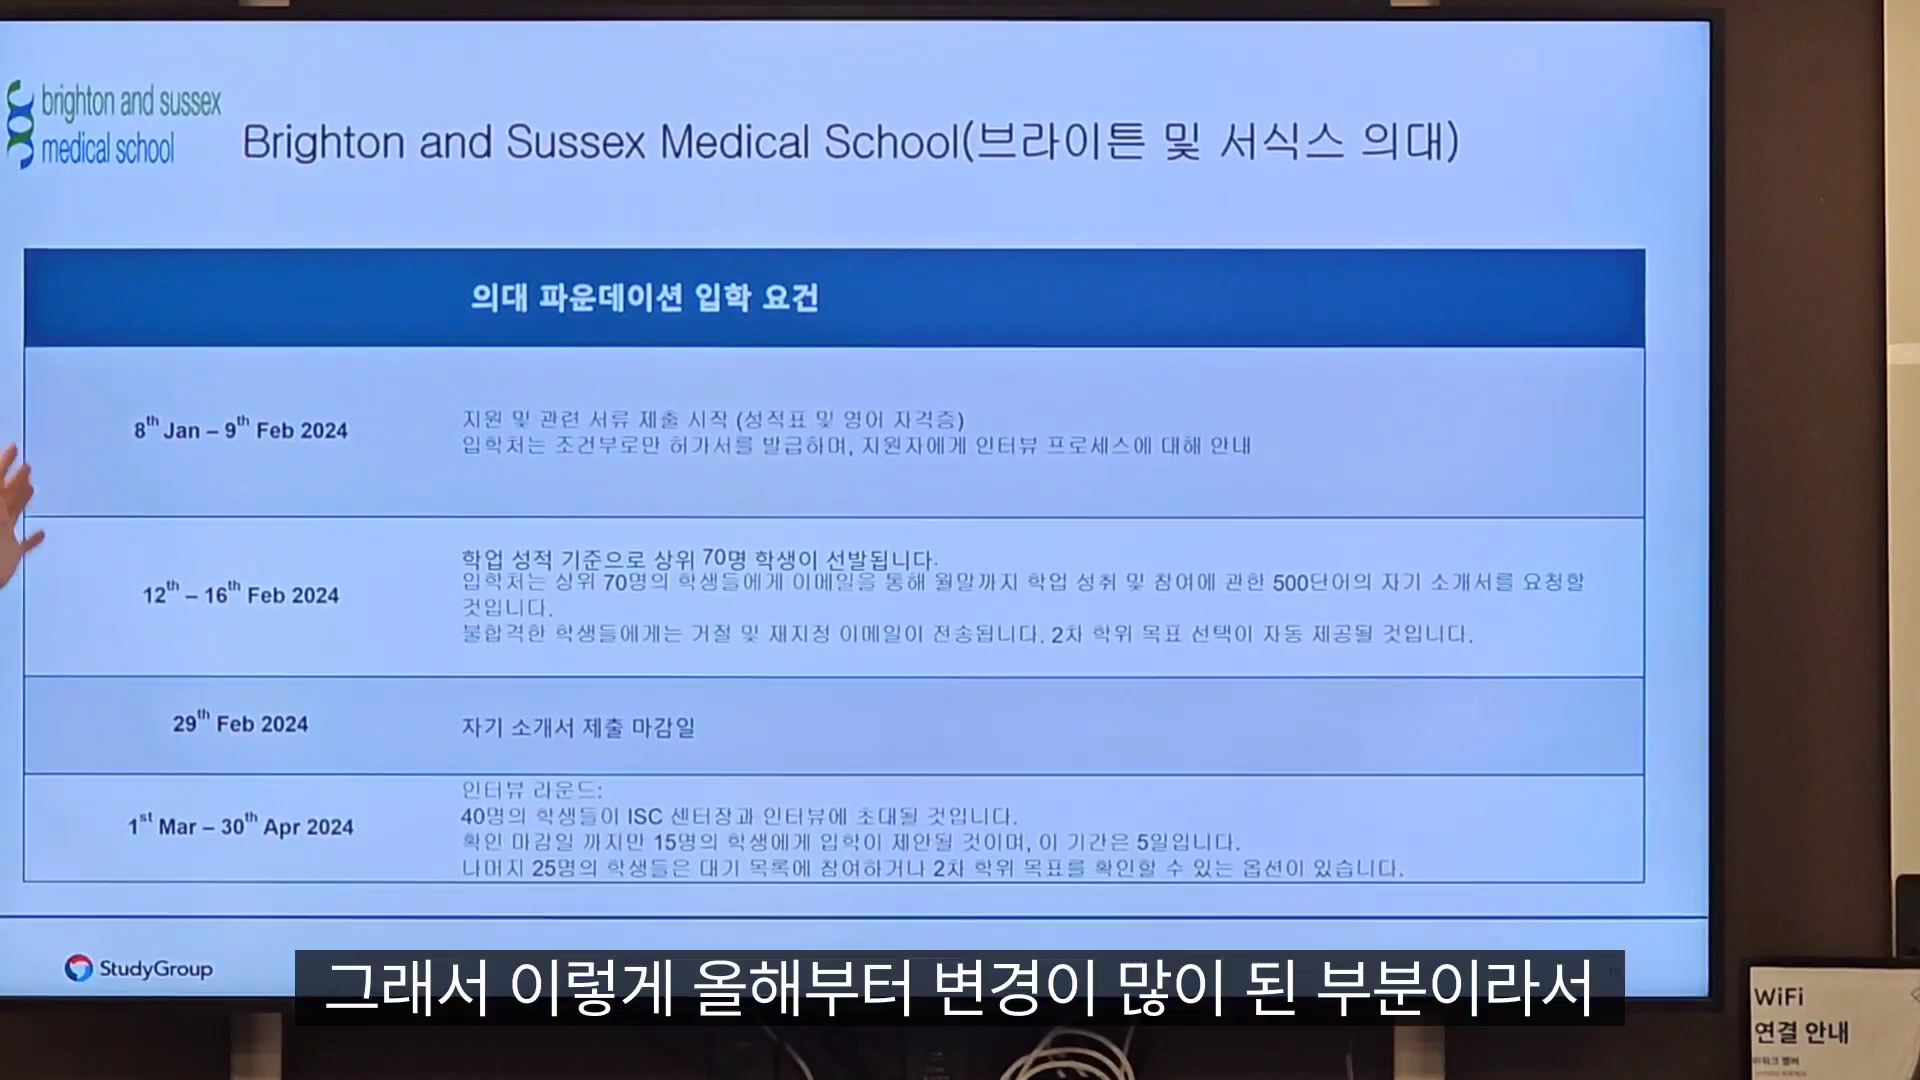 brighton and sussex
medical school
Brighton and Sussex Medical School(브라이튼 및 서식스 의대)
의대 파운데이션 입학 요건
8th Jan – 9th Feb 2024
지원 및 관련 서류 제출 시작 (성적표 및 영어 자격증)
입학처는 조건부로만 허가서를 발급하며, 지원자에게 인터뷰 프로세스에 대해 안내
12th – 16th Feb 2024
학업 성적 기준으로 상위 70명 학생이 선발됩니다.
입학처는 상위 70명의 학생들에게 이메일을 통해 월말까지 학업 성취 및 참여에 관한 500단어의 자기 소개서를 요청할
것입니다.
불합격한 학생들에게는 거절 및 재지정 이메일이 전송됩니다. 2차 학위 목표 선택이 자동 제공될 것입니다.
29th Feb 2024
자기 소개서 제출 마감일
1st Mar – 30th Apr 2024
인터뷰 라운드:
40명의 학생들이 ISC 센터장과 인터뷰에 초대될 것입니다.
확인 마감일 까지만 15명의 학생에게 입학이 제안될 것이며, 이 기간은 5일입니다.
나머지 25명의 학생들은 대기 목록에 참여하거나 2차 학위 목표를 확인할 수 있는 옵션이 있습니다.
StudyGroup
그래서 이렇게 올해부터 변경이 많이 된 부분이라서
WiFi
연결 안내